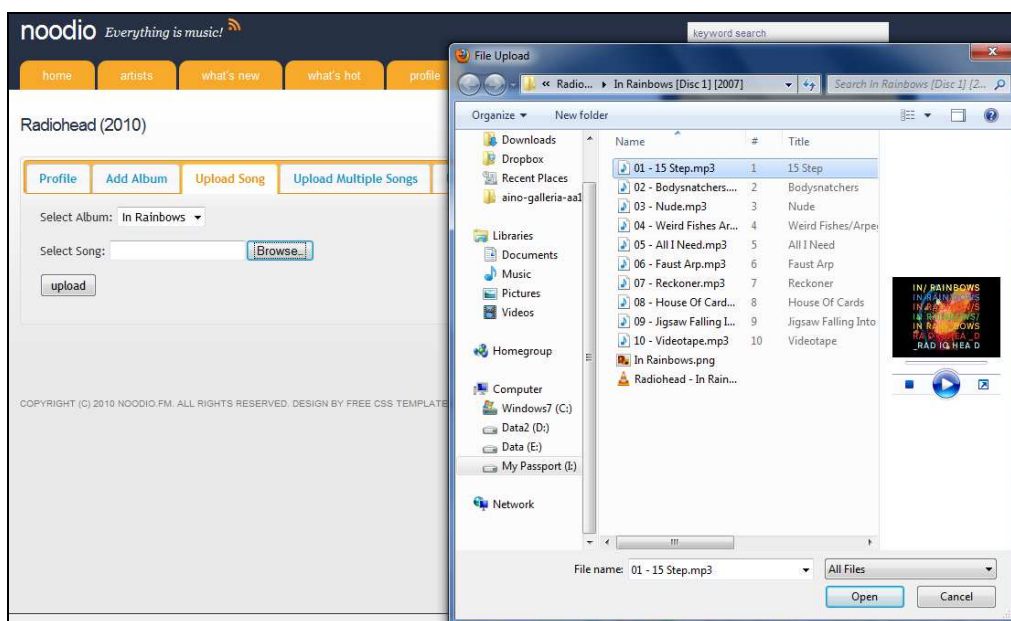 noodio Everything is music!
keyword search
home artists what's new what's hot profile
Radiohead (2010)
Profile Add Album Upload Song Upload Multiple Songs
Select Album: In Rainbows
Select Song: Browse...
upload
COPYRIGHT (C) 2010 NOODIO.FM. ALL RIGHTS RESERVED. DESIGN BY FREE CSS TEMPLATE
File Upload
« Radio... In Rainbows [Disc 1] [2007] Search In Rainbows [Disc 1] [2...
Organize New folder
Downloads
Dropbox
Recent Places
aino-galleria-aa1
Libraries
Documents
Music
Pictures
Videos
Homegroup
Computer
Windows7 (C:)
Data2 (D:)
Data (E:)
My Passport (I:)
Network
Name # Title
01 - 15 Step.mp3 1 15 Step
02 - Bodysnatchers.... 2 Bodysnatchers
03 - Nude.mp3 3 Nude
04 - Weird Fishes Ar... 4 Weird Fishes/Arpe
05 - All I Need.mp3 5 All I Need
06 - Faust Arp.mp3 6 Faust Arp
07 - Reckoner.mp3 7 Reckoner
08 - House Of Card... 8 House Of Cards
09 - Jigsaw Falling I... 9 Jigsaw Falling Into
10 - Videotape.mp3 10 Videotape
In Rainbows.png
Radiohead - In Rain...
IN/ RAINBOWS
IN RAINBOWS
_RAD IO HEA D
File name: 01 - 15 Step.mp3 All Files
Open Cancel